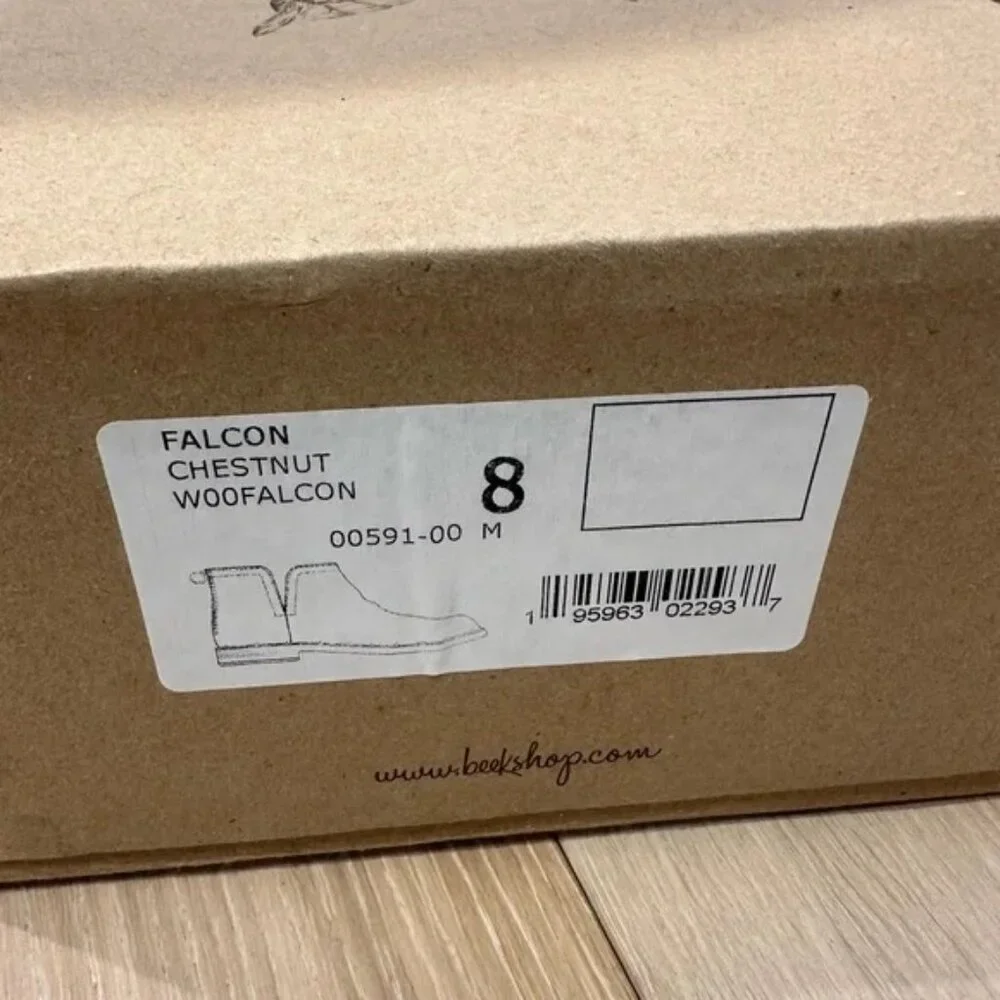 FALCON
CHESTNUT
W00FALCON
8
00591-00 M
1 95963 02293 7
www.beekshop.com